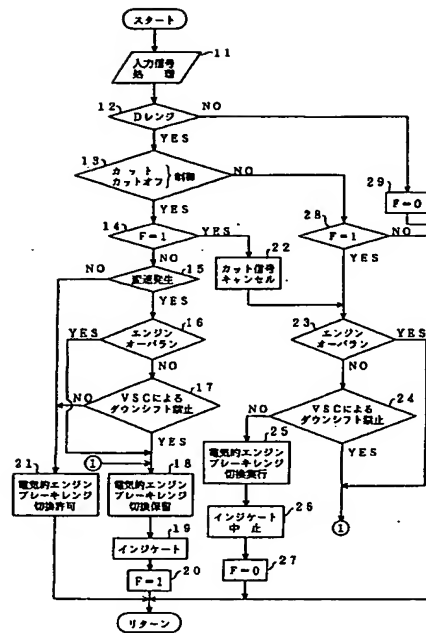 スタート
11
入力信号
処 理
12
Dレンジ
NO
YES
13
カット
カットオフ
制御
NO
YES
29
F=0
14
F=1
YES
NO
28
F=1
NO
YES
22
カット信号
キャンセル
NO
15
変速発生
YES
YES
16
エンジン
オーバラン
NO
23
エンジン
オーバラン
YES
NO
17
NO
VSCによる
ダウンシフト禁止
YES
24
NO
VSCによる
ダウンシフト禁止
YES
25
電気的エンジン
ブレーキレンジ
切換実行
①
21
電気的エンジン
ブレーキレンジ
切換許可
18
電気的エンジン
ブレーキレンジ
切換保留
26
インジケート
中 止
①
19
インジケート
27
F=0
20
F=1
リターン